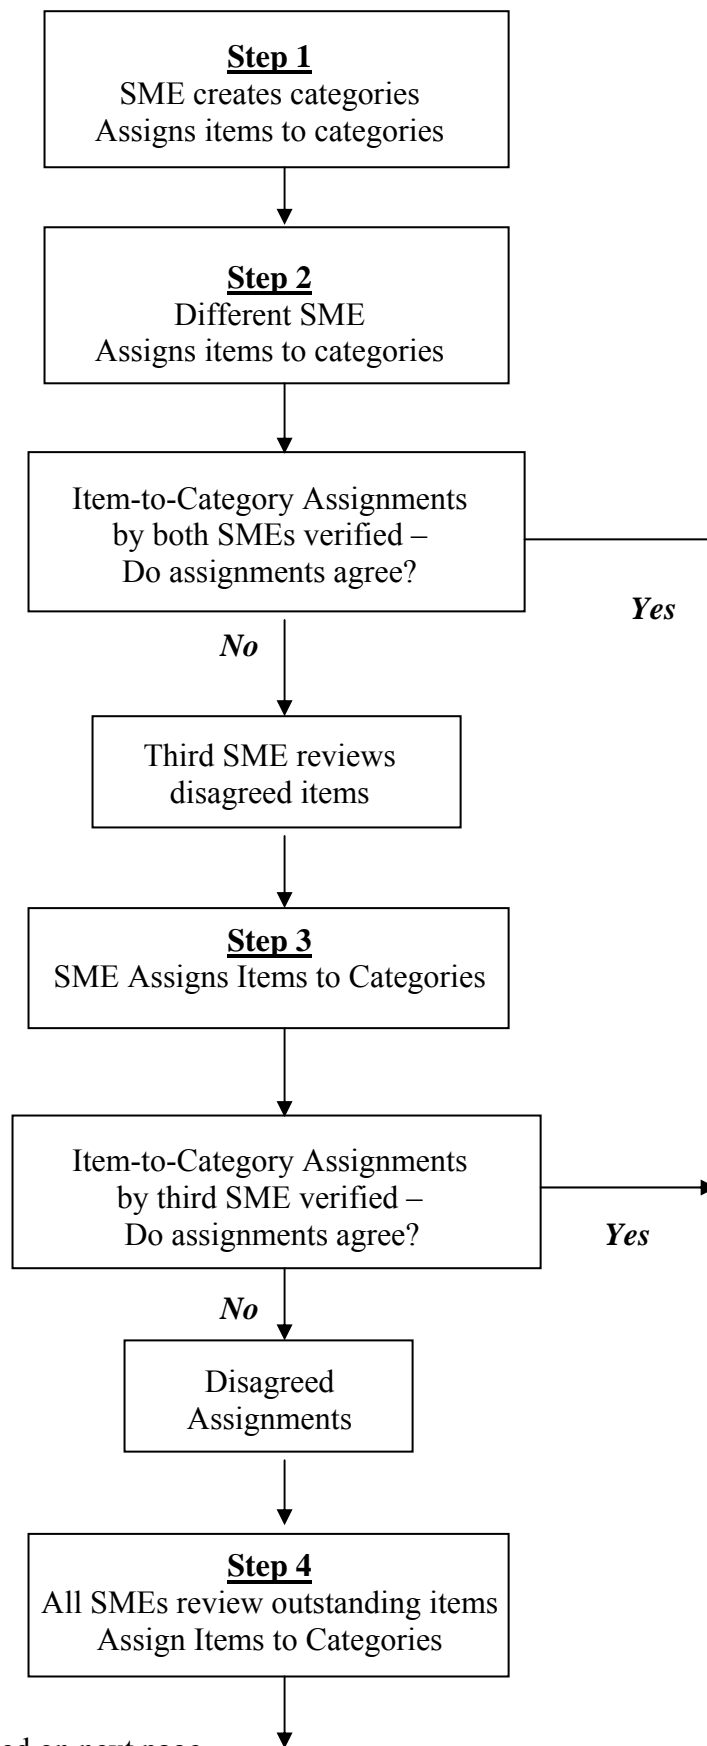 Step 1
SME creates categories
Assigns items to categories
Step 2
Different SME
Assigns items to categories
Item-to-Category Assignments
by both SMEs verified –
Do assignments agree?
Yes
No
Third SME reviews
disagreed items
Step 3
SME Assigns Items to Categories
Item-to-Category Assignments
by third SME verified –
Do assignments agree?
Yes
No
Disagreed
Assignments
Step 4
All SMEs review outstanding items
Assign Items to Categories
on next page